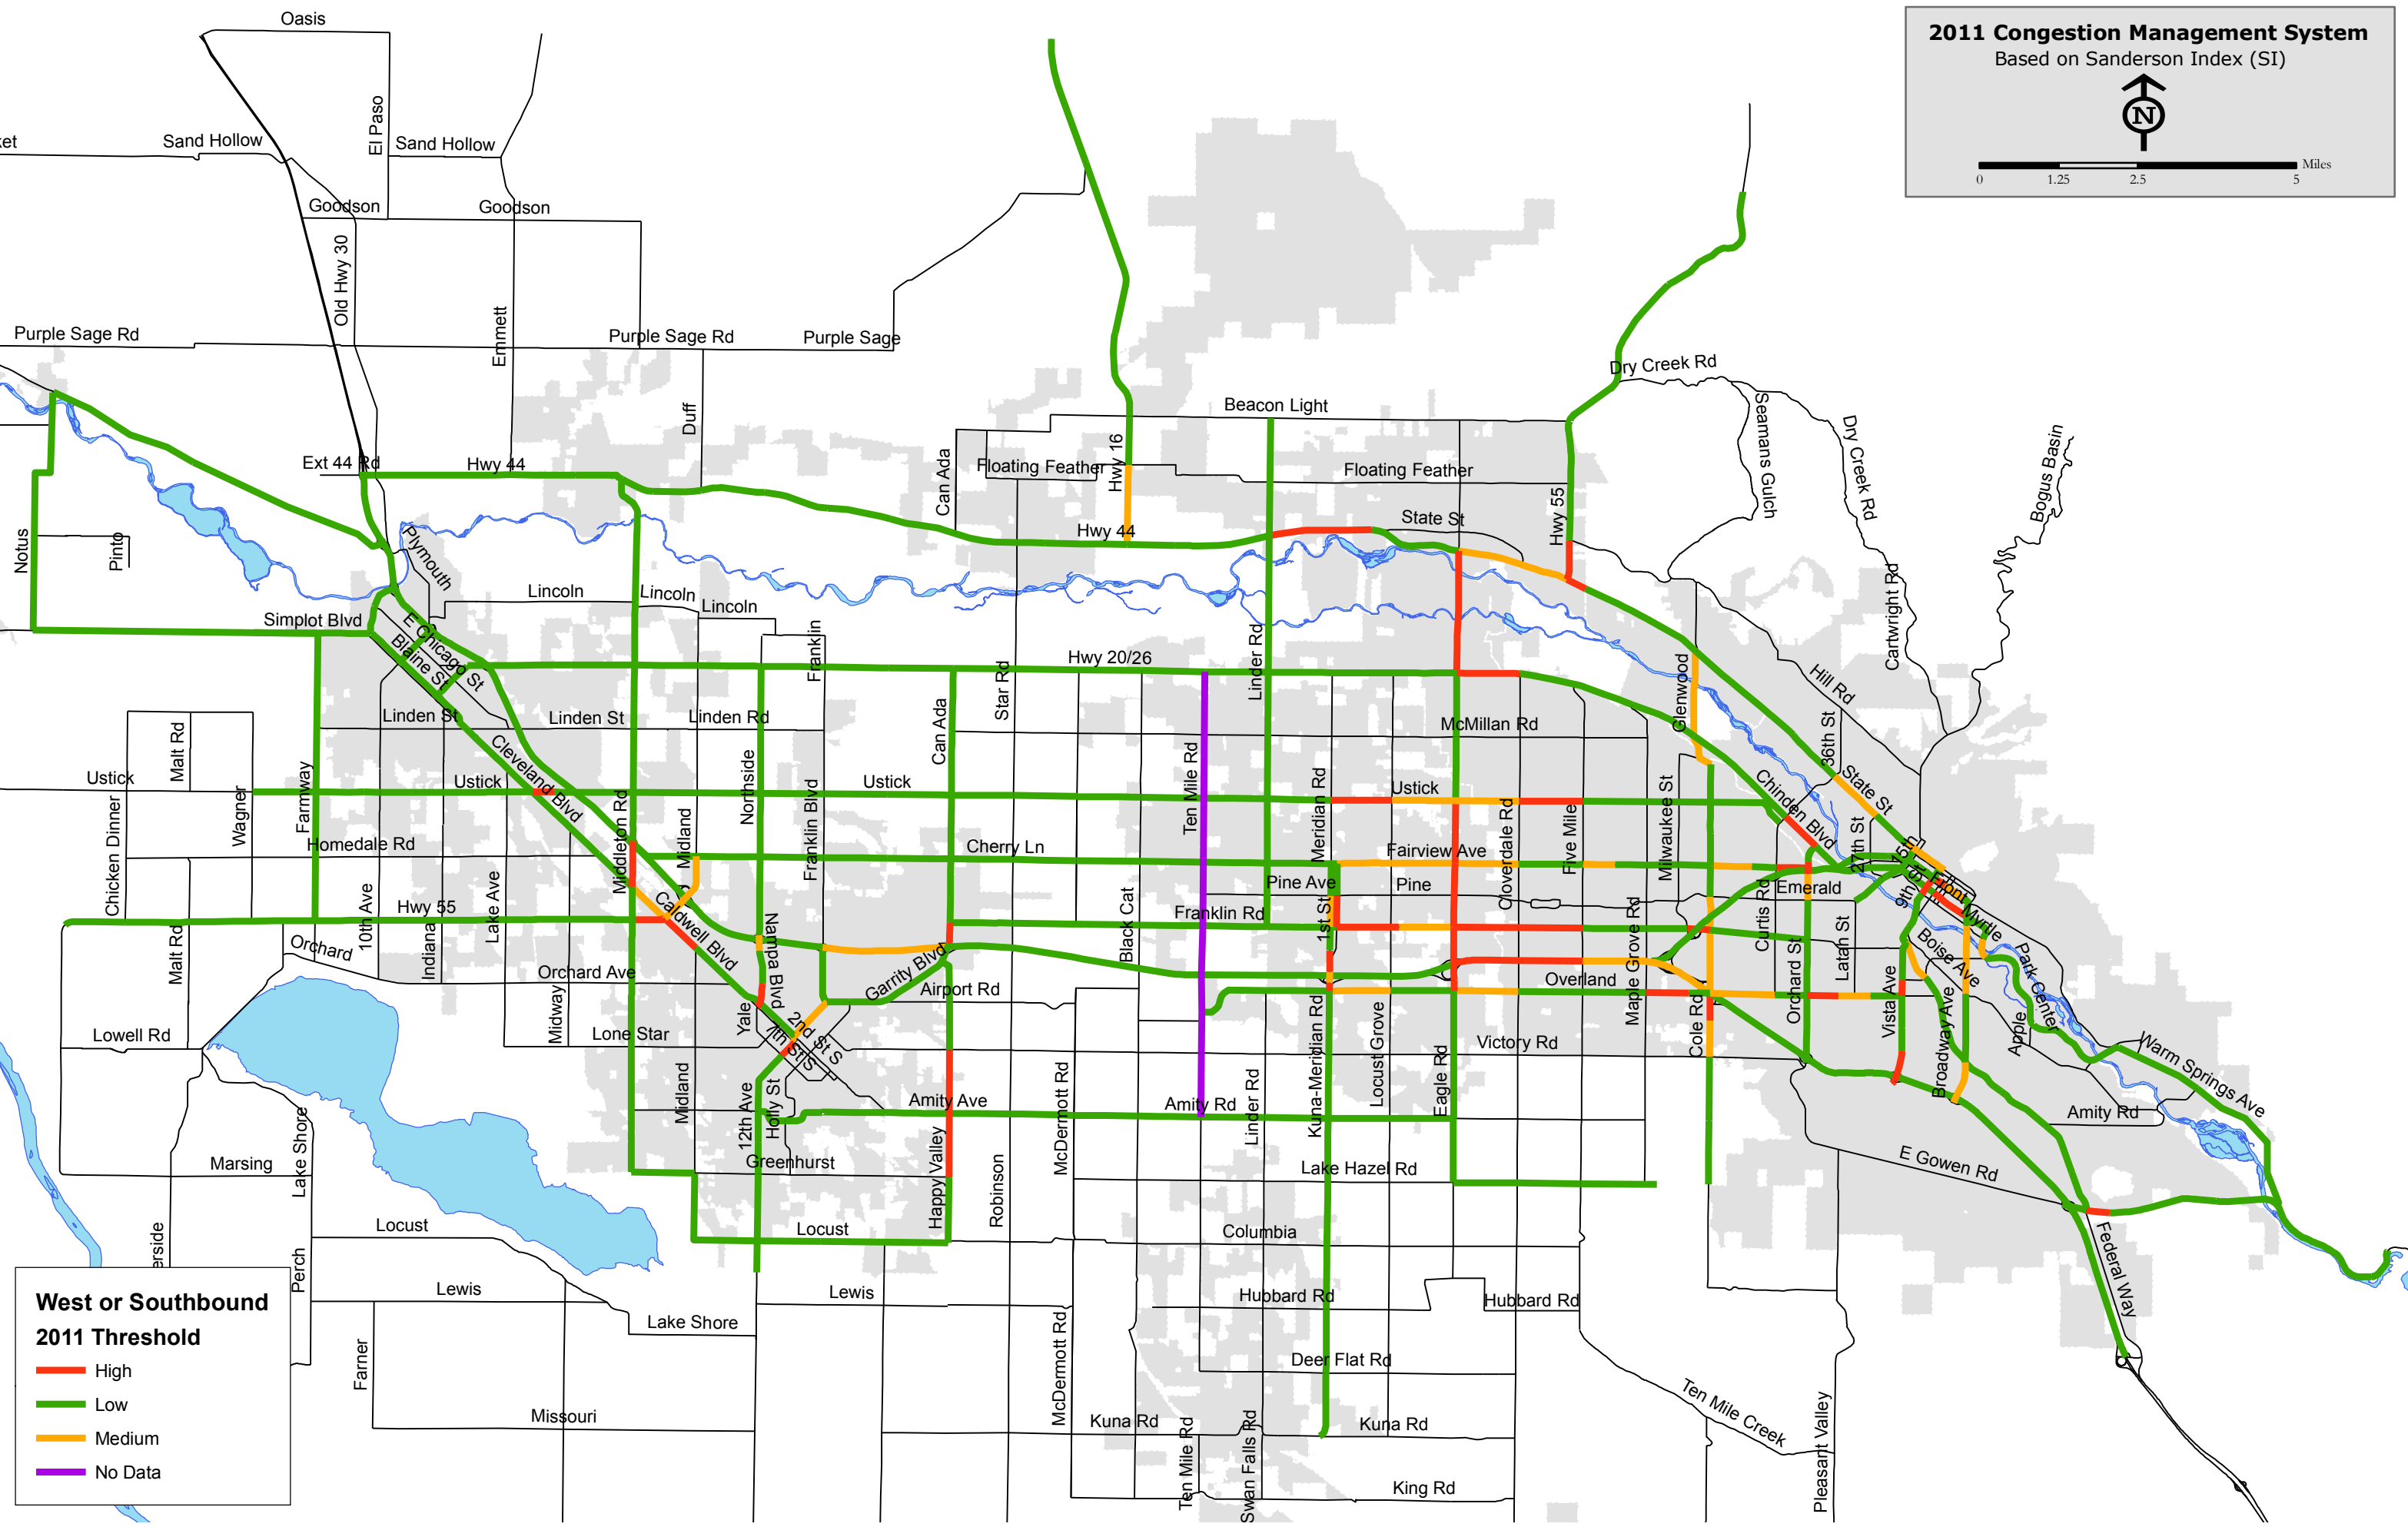 Oasis
2011 Congestion Management System
Based on Sanderson Index (SI)
N
Miles
0 1.25 2.5 5
El Paso
ket
Sand Hollow
Sand Hollow
Goodson
Goodson
Old Hwy 30
Emmett
Purple Sage Rd
Purple Sage Rd
Purple Sage
Dry Creek Rd
Seamans Gulch
Dry Creek Rd
Bogus Basin
Duff
Beacon Light
Can Ada
Floating Feather
Hwy 16
Floating Feather
Ext 44 Rd
Hwy 44
Hwy 55
State St
Hwy 44
Notus
Pinto
Plymouth
Lincoln
Lincoln
Lincoln
Cartwright Rd
Simplot Blvd
E Chicago St
Blaine St
20
Franklin
Hwy 20/26
Star Rd
Linder Rd
Glenwood
Hill Rd
Linden St
Linden St
Linden Rd
Can Ada
McMillan Rd
36th St
Malt Rd
Cleveland Blvd
Northside
Ten Mile Rd
Meridian Rd
Ustick
Ustick
Ustick
Ustick
Wagner
Farmway
Chicken Dinner
Middleton Rd
Midland
Franklin Blvd
Cloverdale Rd
Five Mile
Milwaukee St
Chinden Blvd
State St
27th St
15th
Homedale Rd
Cherry Ln
Fairview Ave
Pine Ave
Pine
Emerald
9th St
Front
Myrtle
Hwy 55
10th Ave
Indiana
Lake Ave
Caldwell Blvd
Nampa Blvd
Black Cat
Franklin Rd
1st St
Maple Grove Rd
Curtis Rd
Orchard St
Latah St
Boise Ave
Park Center
Malt Rd
Orchard
Orchard Ave
Garrity Blvd
Airport Rd
Overland
Vista Ave
Lowell Rd
Midway
Lone Star
Yale
2nd St S
7th St S
Kuna-Meridian Rd
Locust Grove
Eagle Rd
Victory Rd
Cole Rd
Broadway Ave
Apple
Warm Springs Ave
Midland
12th Ave
Holly St
Amity Ave
McDermott Rd
Amity Rd
Linder Rd
Amity Rd
Lake Shore
Marsing
Greenhurst
Happy Valley
Robinson
Lake Hazel Rd
E Gowen Rd
Locust
Locust
Columbia
Federal Way
erside
Perch
Lewis
Lewis
Hubbard Rd
Hubbard Rd
Lake Shore
Farner
McDermott Rd
Deer Flat Rd
Ten Mile Creek
Pleasant Valley
Missouri
Kuna Rd
Kuna Rd
Ten Mile Rd
Swan Falls Rd
King Rd
West or Southbound
2011 Threshold
High
Low
Medium
No Data